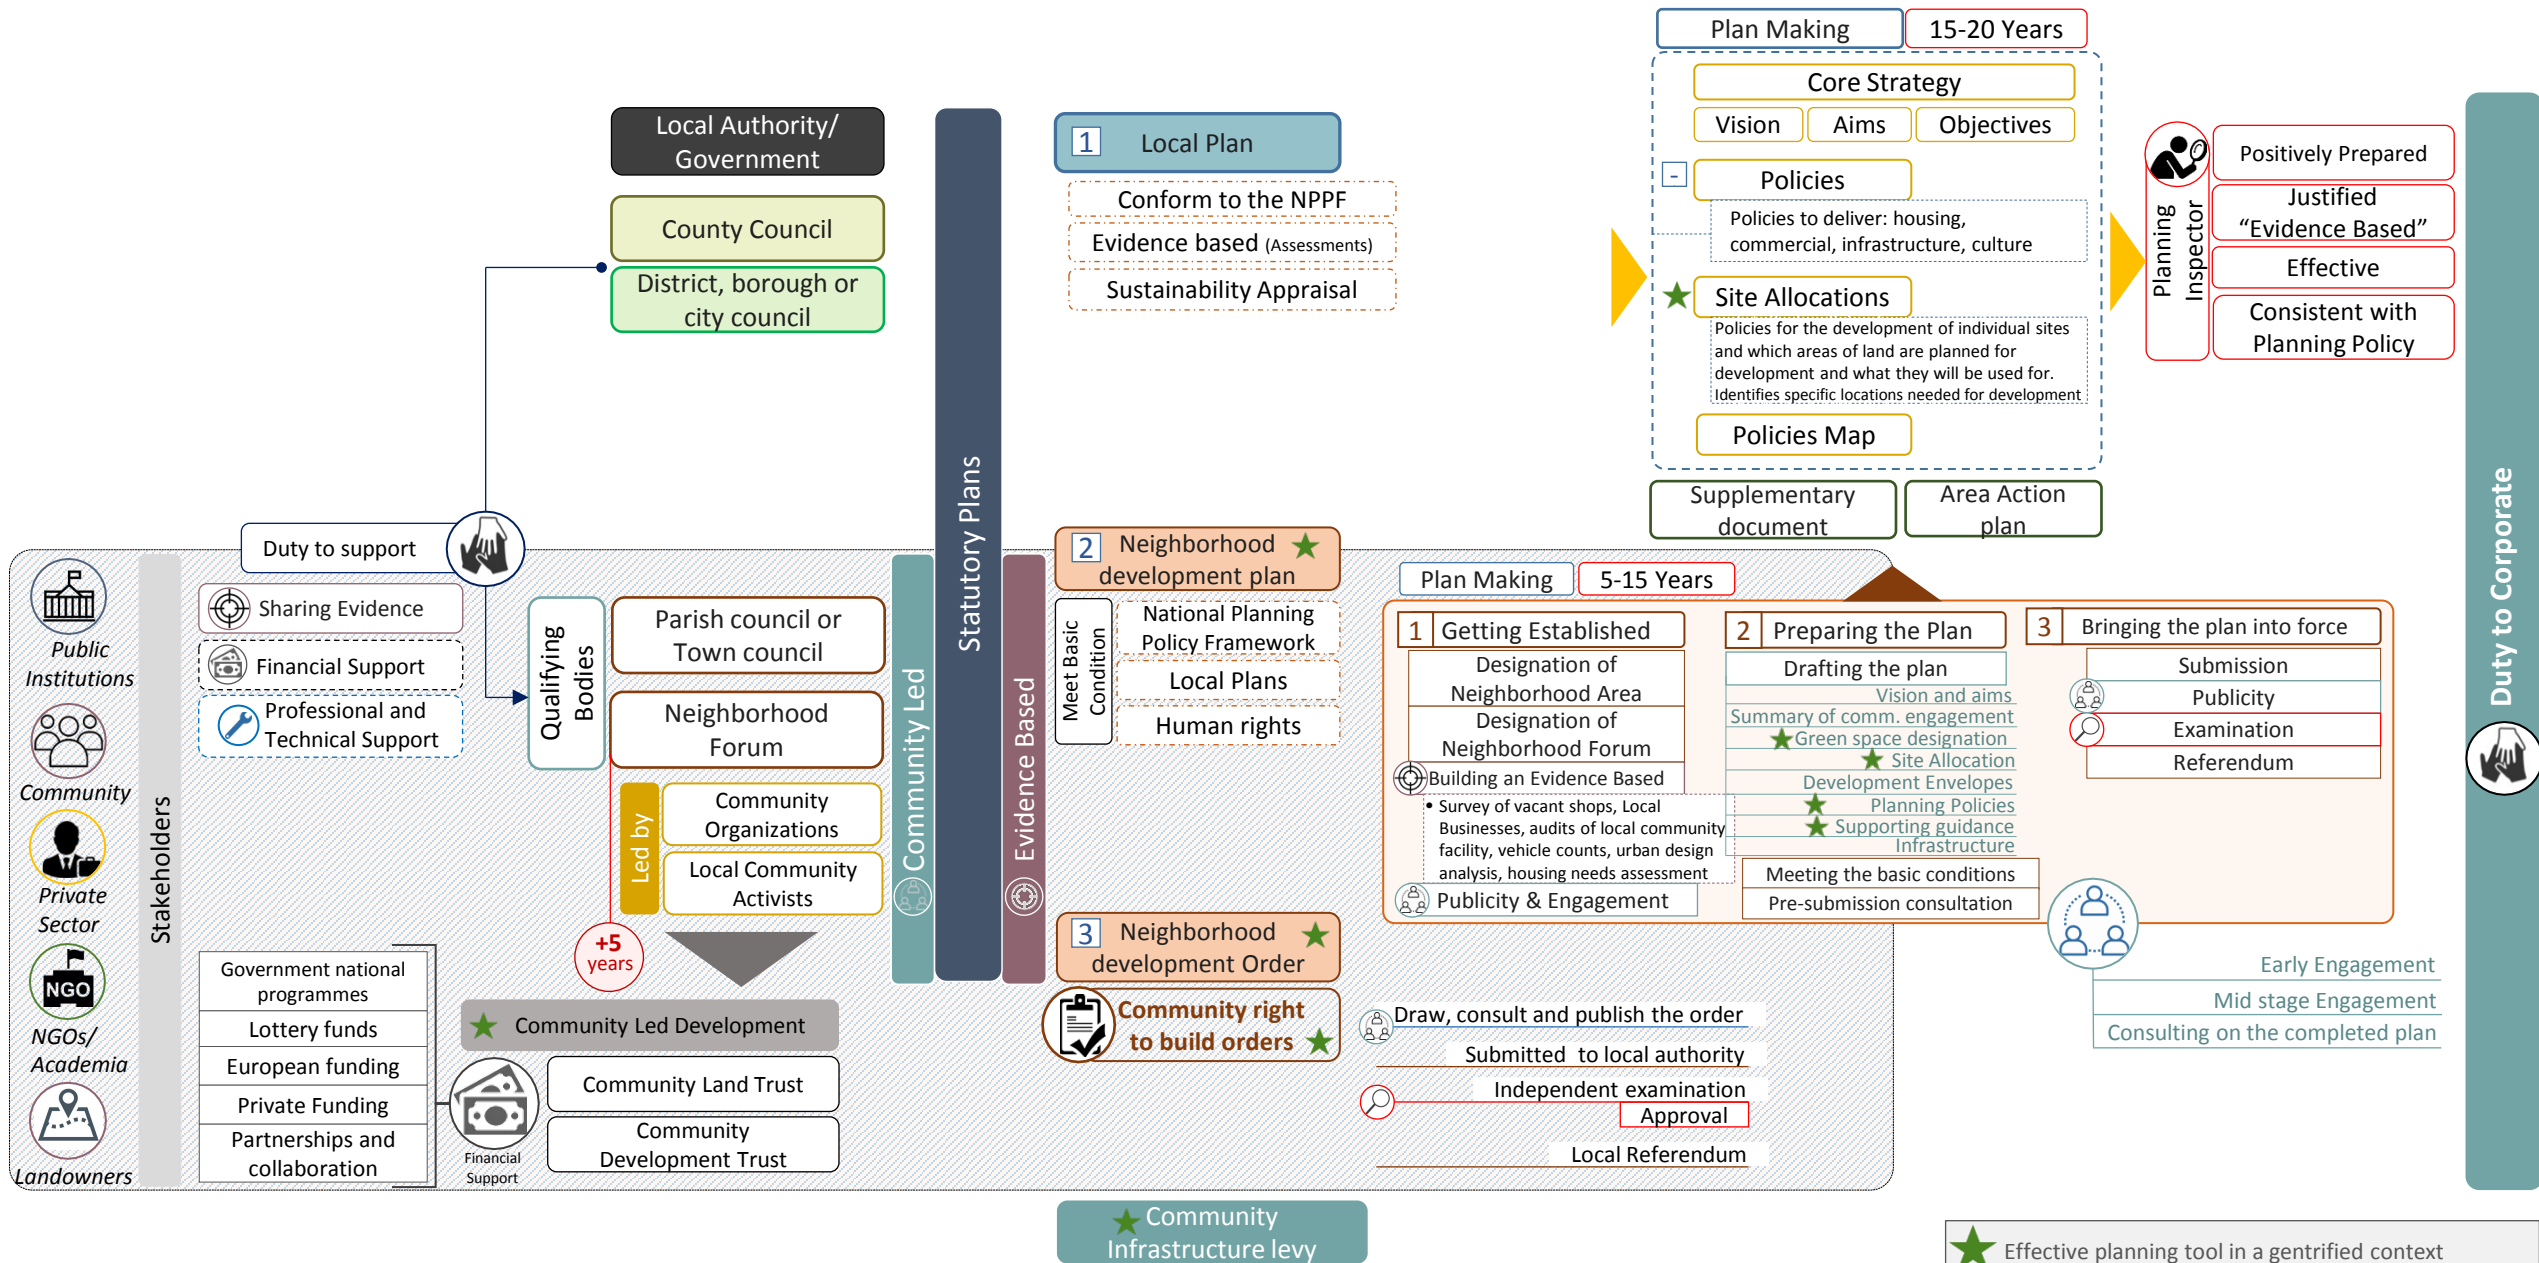 Plan Making
15-20 Years
Core Strategy
Vision
Aims
Objectives
-
Policies
Policies to deliver: housing,
commercial, infrastructure, culture
Site Allocations
Policies for the development of individual sites
and which areas of land are planned for
development and what they will be used for.
Identifies specific locations needed for development
Policies Map
Supplementary
document
Area Action
plan
Planning
Inspector
Positively Prepared
Justified
“Evidence Based”
Effective
Consistent with
Planning Policy
Duty to Corporate
Local Authority/
Government
County Council
District, borough or
city council
Statutory Plans
1 Local Plan
Conform to the NPPF
Evidence based (Assessments)
Sustainability Appraisal
Duty to support
Sharing Evidence
Financial Support
Professional and
Technical Support
Public
Institutions
Community
Private
Sector
NGO
NGOs/
Academia
Landowners
Stakeholders
Qualifying
Bodies
Parish council or
Town council
Neighborhood
Forum
Led by
Community
Organizations
Local Community
Activists
+5
years
Community Led
Evidence Based
Government national
programmes
Lottery funds
European funding
Private Funding
Partnerships and
collaboration
Financial
Support
Community Led Development
Community Land Trust
Community
Development Trust
2 Neighborhood
development plan
Meet Basic
Condition
National Planning
Policy Framework
Local Plans
Human rights
Plan Making
5-15 Years
1 Getting Established
Designation of
Neighborhood Area
Designation of
Neighborhood Forum
Building an Evidence Based
• Survey of vacant shops, Local
Businesses, audits of local community
facility, vehicle counts, urban design
analysis, housing needs assessment
Publicity & Engagement
2 Preparing the Plan
Drafting the plan
Vision and aims
Summary of comm. engagement
Green space designation
Site Allocation
Development Envelopes
Planning Policies
Supporting guidance
Infrastructure
Meeting the basic conditions
Pre-submission consultation
3 Bringing the plan into force
Submission
Publicity
Examination
Referendum
Early Engagement
Mid stage Engagement
Consulting on the completed plan
3 Neighborhood
development Order
Community right
to build orders
Draw, consult and publish the order
Submitted to local authority
Independent examination
Approval
Local Referendum
Community
Infrastructure levy
Effective planning tool in a gentrified context